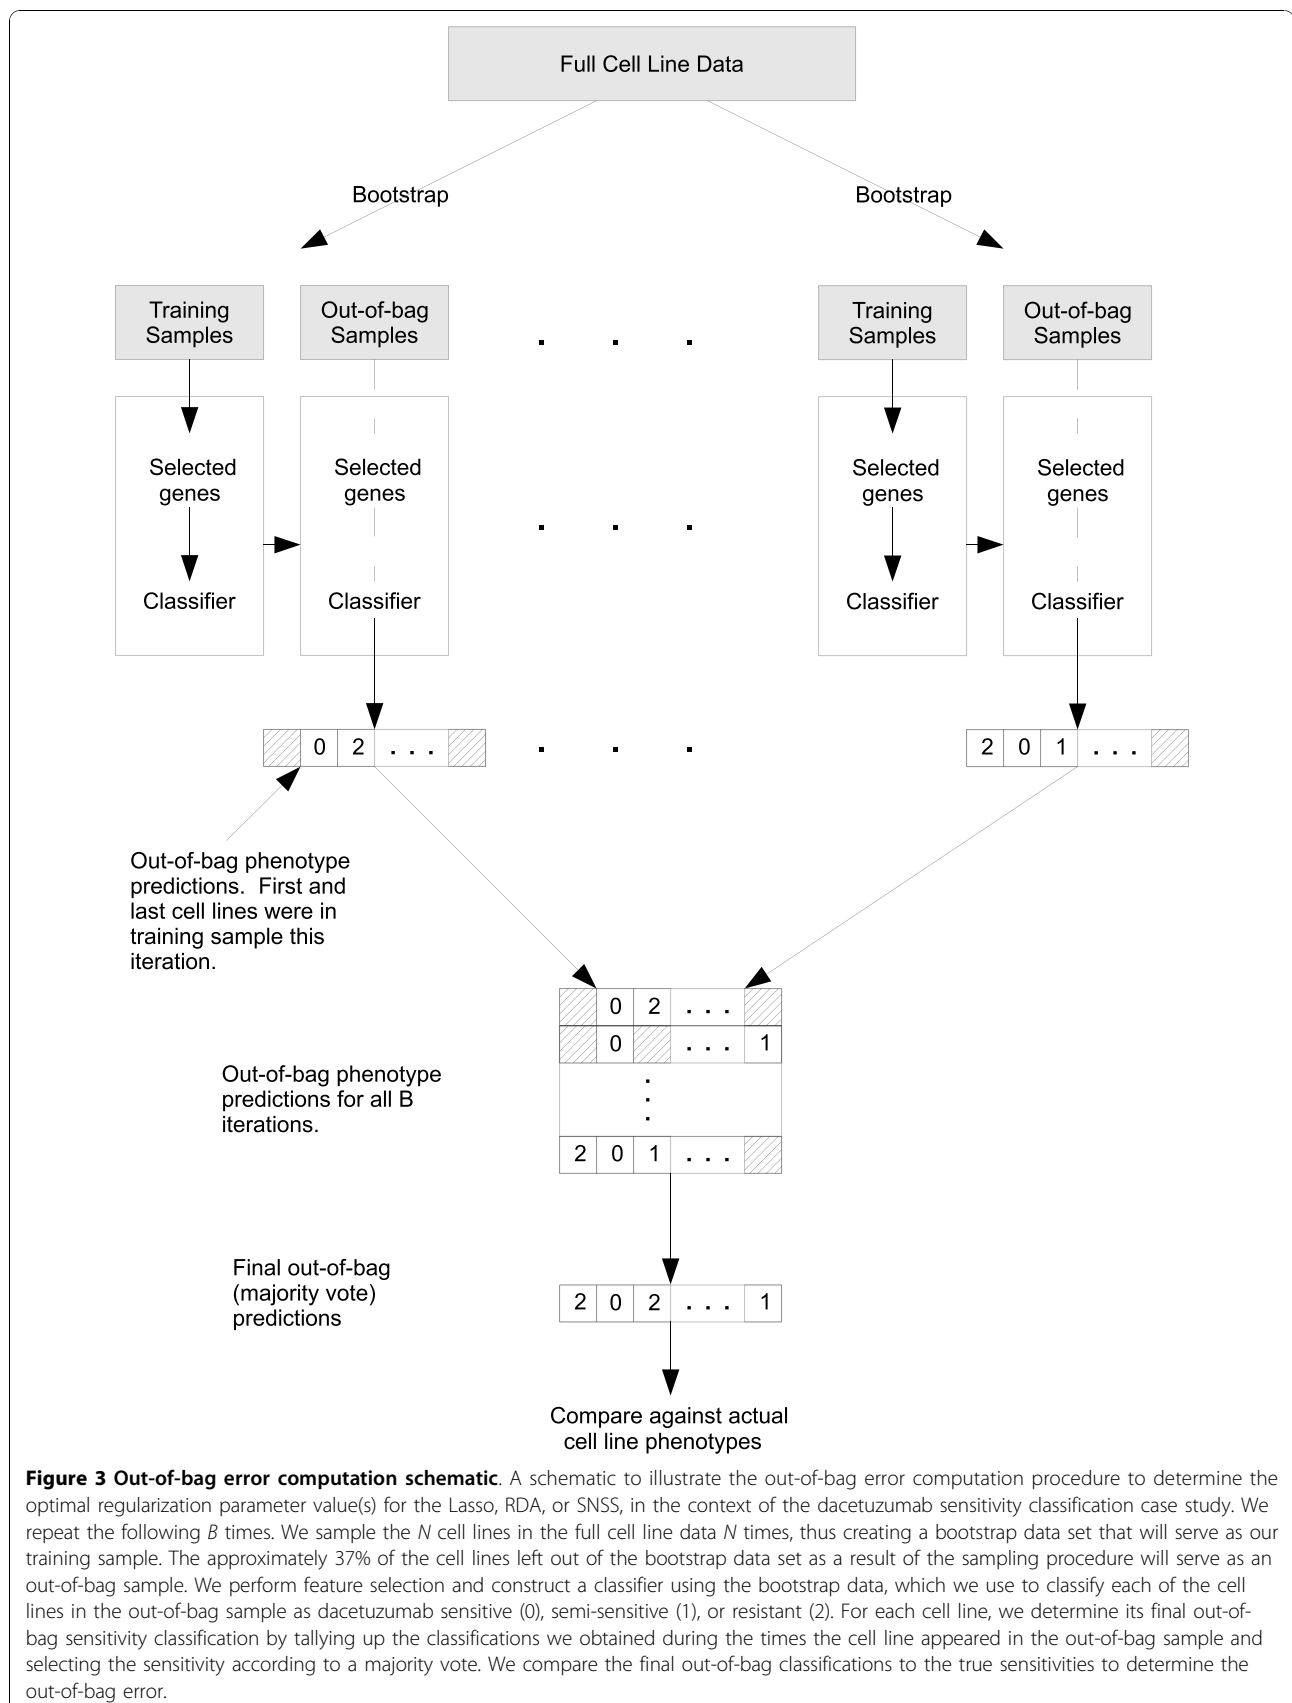 Full Cell Line Data
Bootstrap
Bootstrap
Training
Samples
Out-of-bag
Samples
. . .
Training
Samples
Out-of-bag
Samples
Selected
genes
Selected
genes
. . .
Selected
genes
Selected
genes
Classifier
Classifier
Classifier
Classifier
0 2 . . .
. . .
2 0 1 . . .
Out-of-bag phenotype
predictions. First and
last cell lines were in
training sample this
iteration.
0 2 . . .
0 . . . 1
Out-of-bag phenotype
predictions for all B
iterations.
.
.
.
2 0 1 . . .
Final out-of-bag
(majority vote)
predictions
2 0 2 . . . 1
Compare against actual
cell line phenotypes
Figure 3 Out-of-bag error computation schematic. A schematic to illustrate the out-of-bag error computation procedure to determine the
optimal regularization parameter value(s) for the Lasso, RDA, or SNSS, in the context of the dacetuzumab sensitivity classification case study. We
repeat the following B times. We sample the N cell lines in the full cell line data N times, thus creating a bootstrap data set that will serve as our
training sample. The approximately 37% of the cell lines left out of the bootstrap data set as a result of the sampling procedure will serve as an
out-of-bag sample. We perform feature selection and construct a classifier using the bootstrap data, which we use to classify each of the cell
lines in the out-of-bag sample as dacetuzumab sensitive (0), semi-sensitive (1), or resistant (2). For each cell line, we determine its final out-of-
bag sensitivity classification by tallying up the classifications we obtained during the times the cell line appeared in the out-of-bag sample and
selecting the sensitivity according to a majority vote. We compare the final out-of-bag classifications to the true sensitivities to determine the
out-of-bag error.